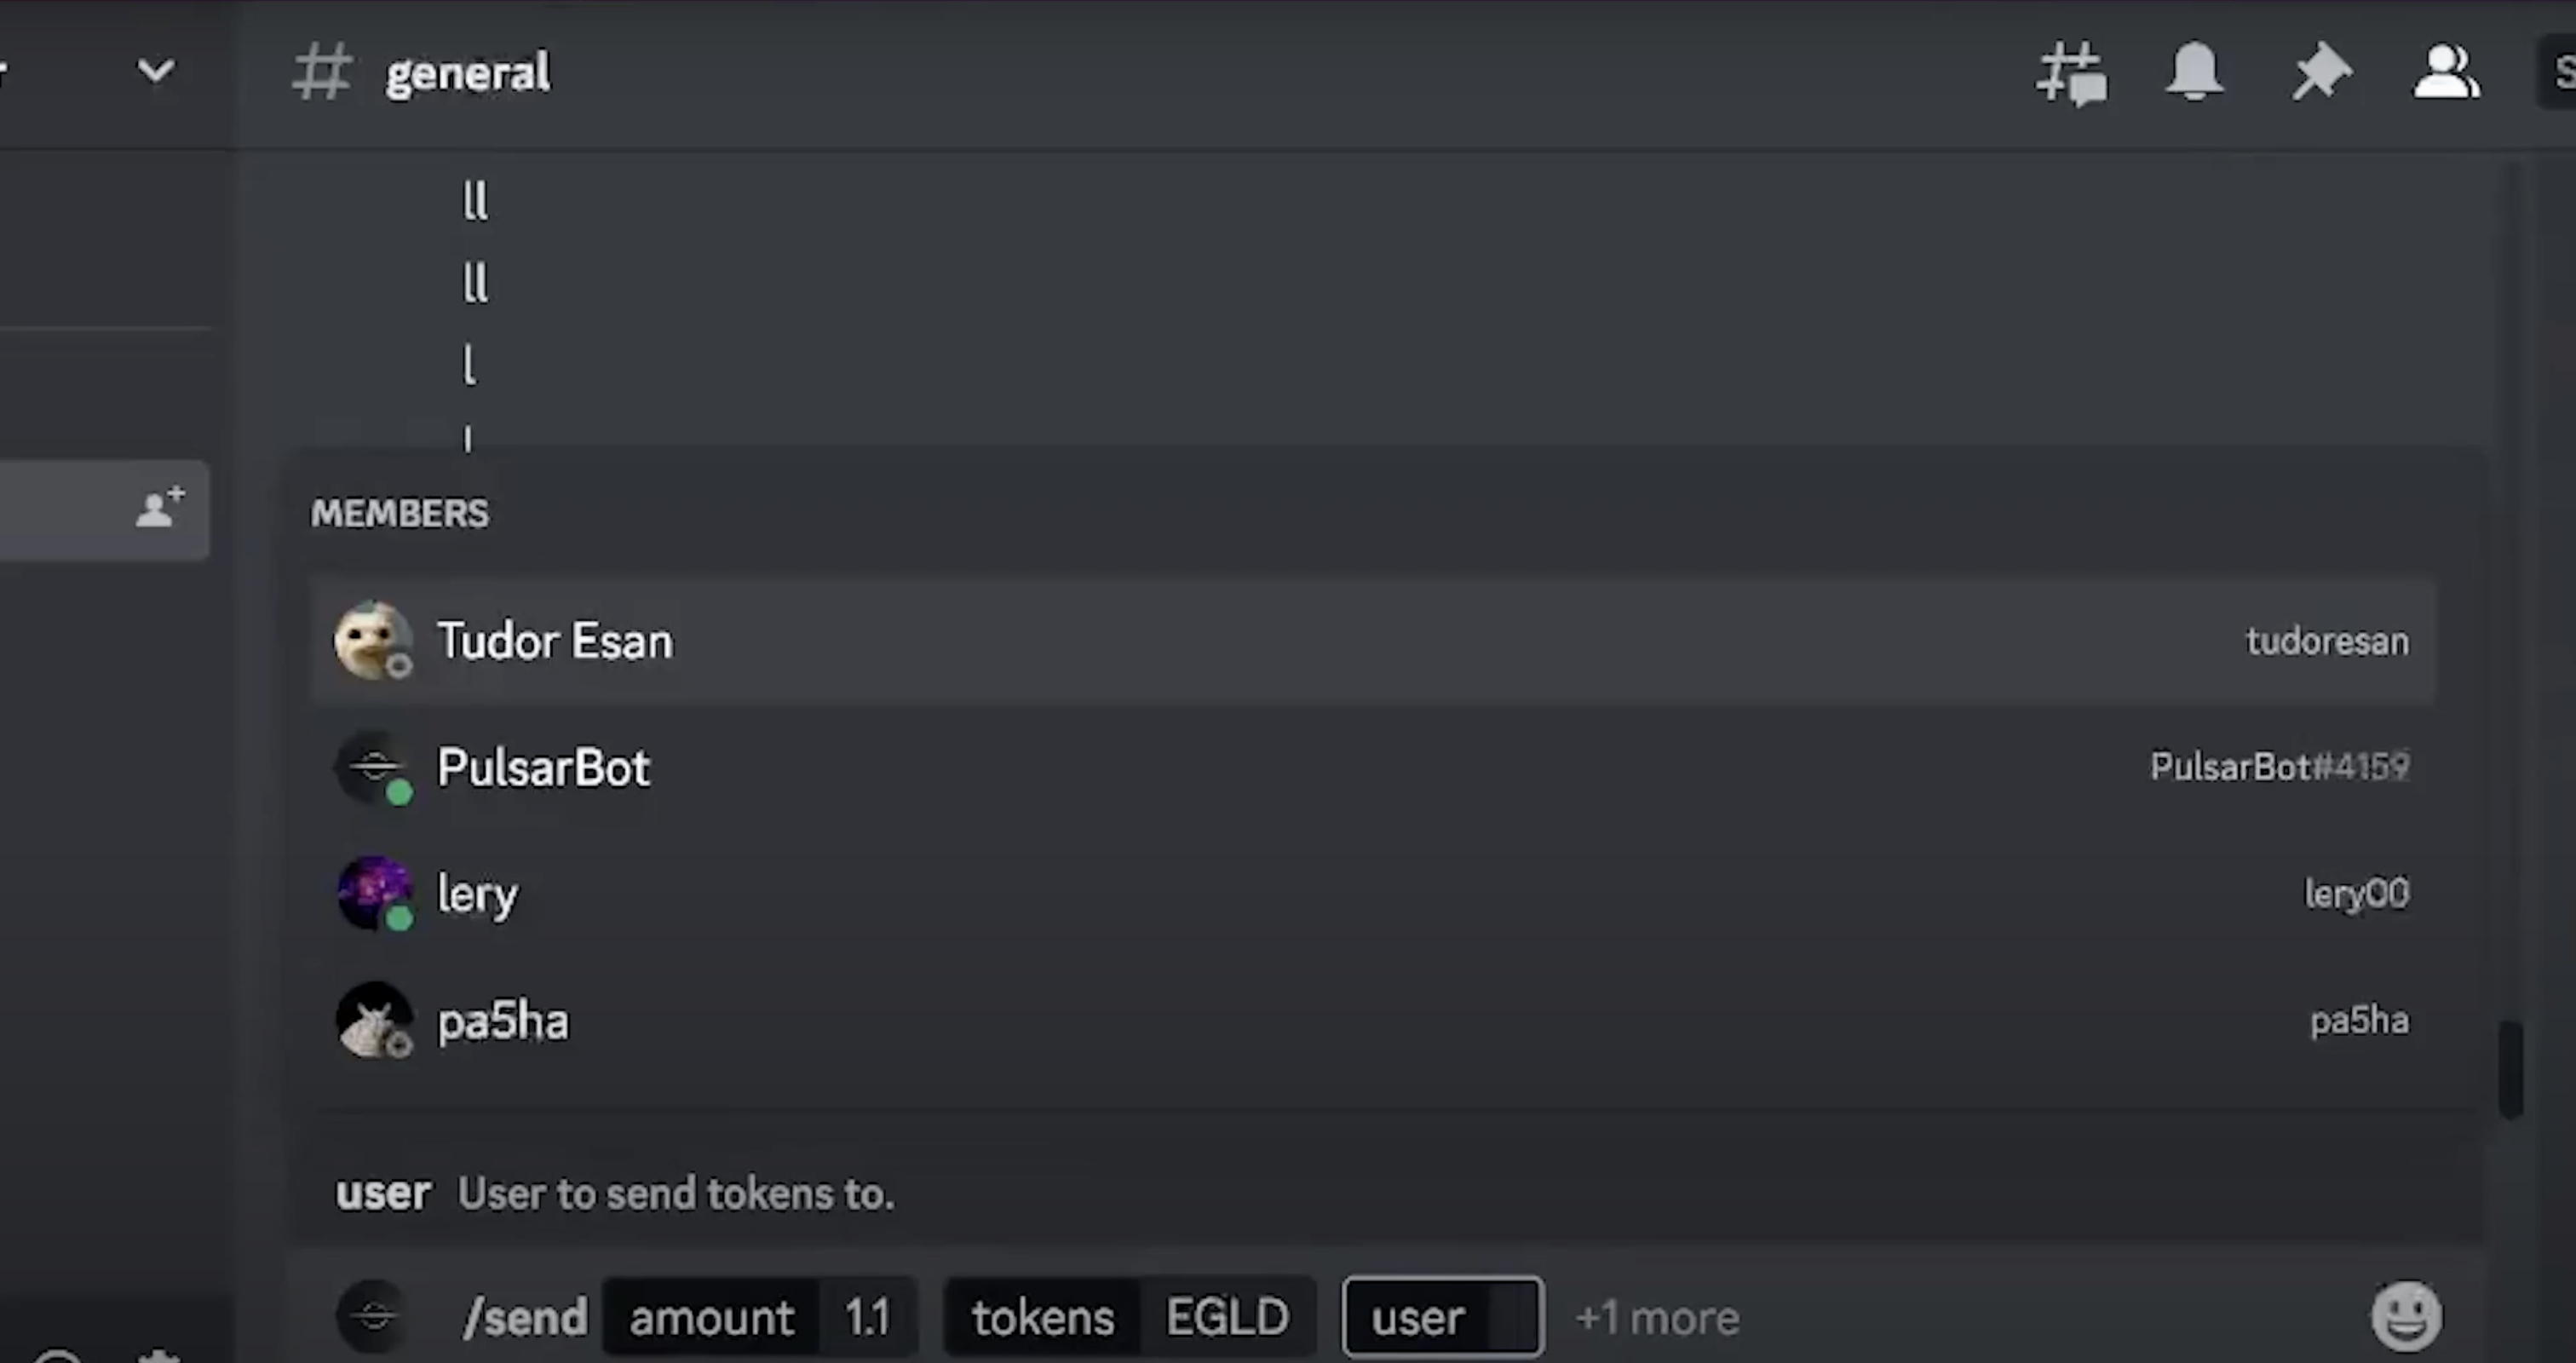 general
ll
ll
l
MEMBERS
Tudor Esan tudoresan
PulsarBot PulsarBot#4159
lery lery00
pa5ha pa5ha
user User to send tokens to.
/send amount 1.1 tokens EGLD user +1 more